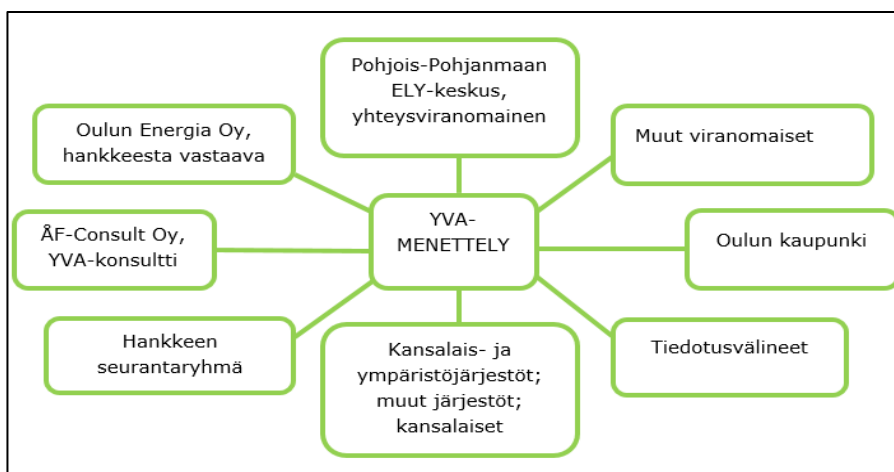 Pohjois-Pohjanmaan
ELY-keskus,
yhteysviranomainen
Oulun Energia Oy,
hankkeesta vastaava
Muut viranomaiset
YVA-
MENETTELY
ÅF-Consult Oy,
YVA-konsultti
Oulun kaupunki
Hankkeen
seurantaryhmä
Kansalais- ja
ympäristöjärjestöt;
muut järjestöt;
kansalaiset
Tiedotusvälineet